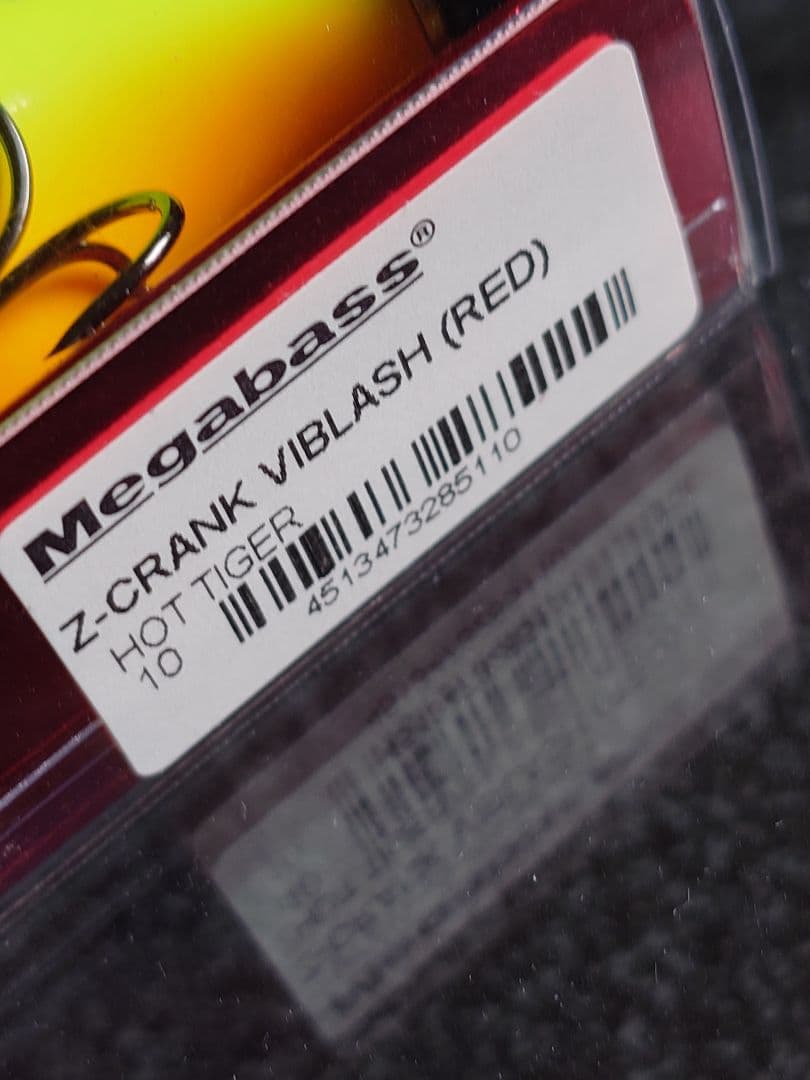 Megabass®
Z-CRANK VIBLASH (RED)
HOT TIGER
10
4513473285110